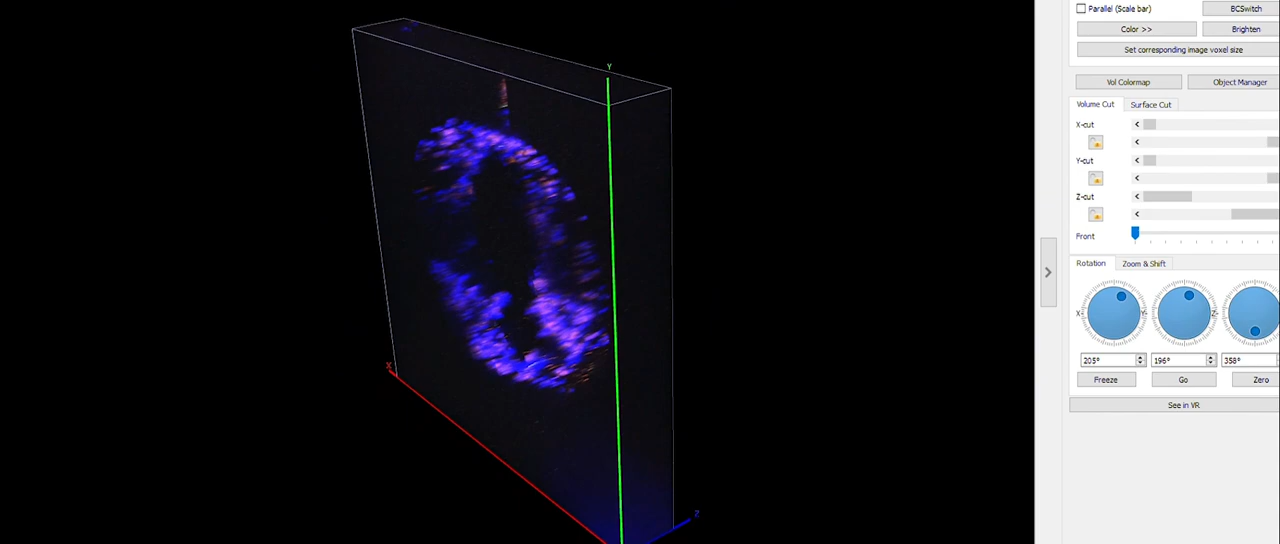 Parallel (Scale bar)
BCSwitch
Color >>
Brighten
Set corresponding image voxel size
Vol Colormap
Object Manager
Volume Cut
Surface Cut
X-cut
Y-cut
Z-cut
Front
Rotation
Zoom & Shift
X
Y
Z
205°
196°
358°
Freeze
Go
Zero
See in VR
Y
X
Z